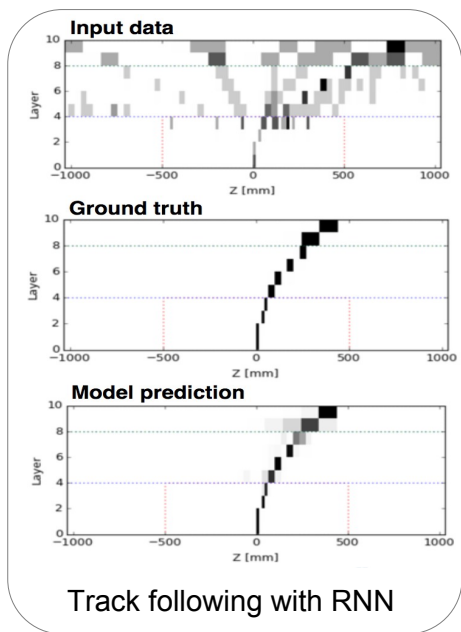 Input data
10
8
6
4
2
0
Layer
−1000 −500 0 500 1000
Z [mm]
Ground truth
10
8
6
4
2
0
Layer
−1000 −500 0 500 1000
Z [mm]
Model prediction
10
8
6
4
2
0
Layer
−1000 −500 0 500 1000
Z [mm]
Track following with RNN